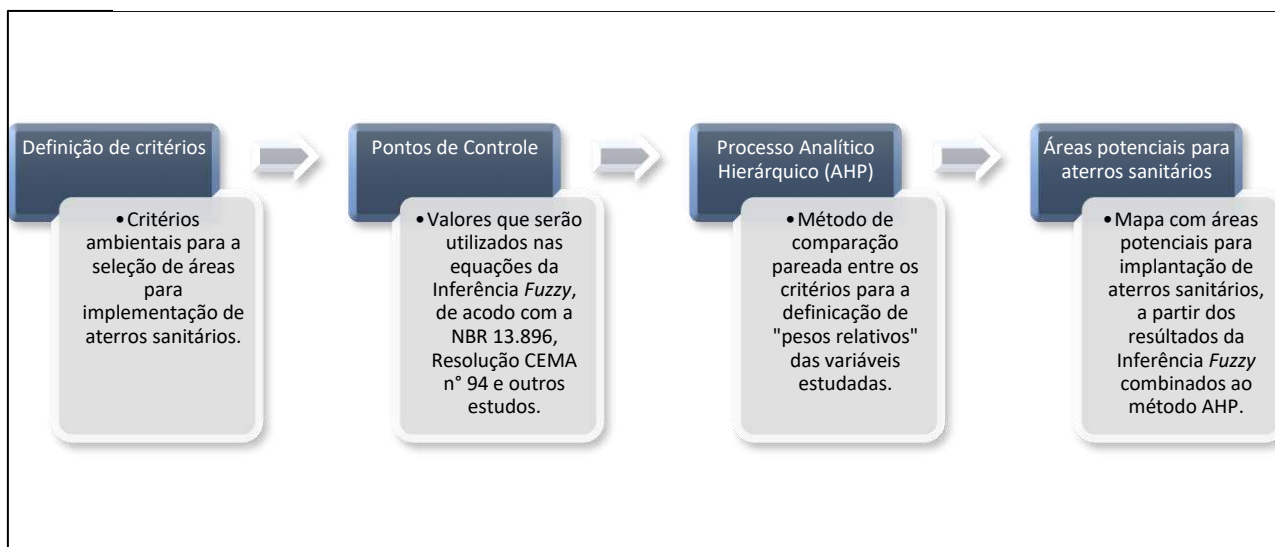 Definição de critérios
• Critérios
ambientais para a
seleção de áreas
para
implementação de
aterros sanitários.
Pontos de Controle
• Valores que serão
utilizados nas
equações da
Inferência Fuzzy,
de acodo com a
NBR 13.896,
Resolução CEMA
n° 94 e outros
estudos.
Processo Analítico
Hierárquico (AHP)
• Método de
comparação
pareada entre os
critérios para a
definicação de
"pesos relativos"
das variáveis
estudadas.
Áreas potenciais para
aterros sanitários
• Mapa com áreas
potenciais para
implantação de
aterros sanitários,
a partir dos
resúltados da
Inferência Fuzzy
combinados ao
método AHP.